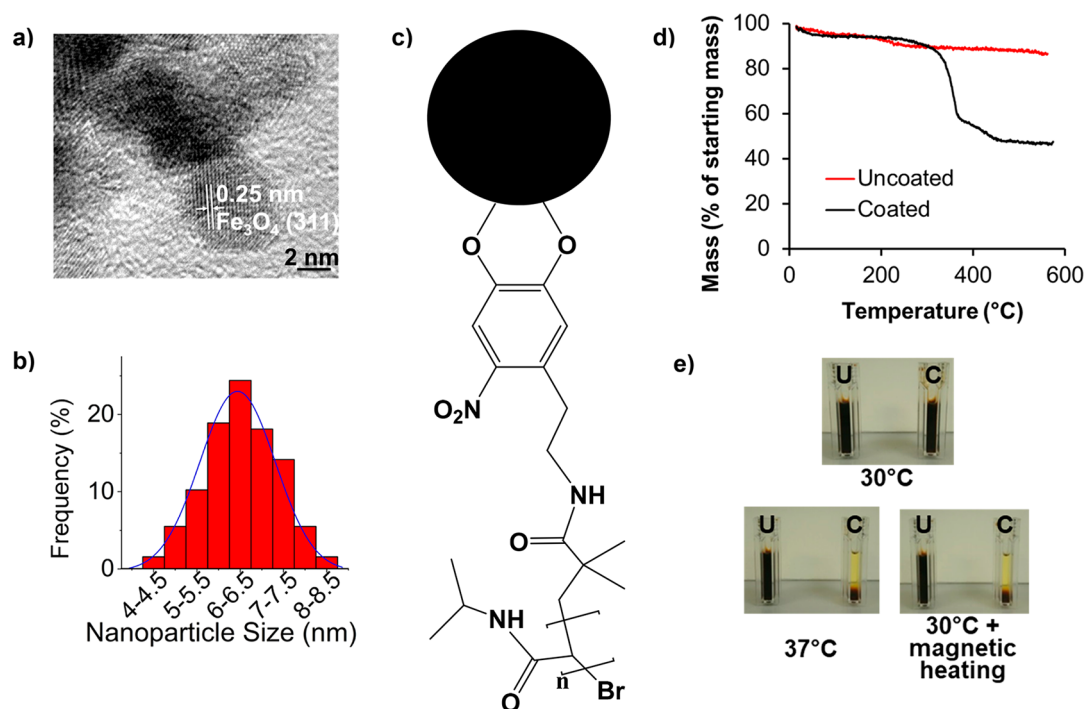 a)
0.25 nm
Fe₃O₄ (311)
2 nm
b)
Frequency (%)
20
10
0
4-4.5
5-5.5
6-6.5
7-7.5
8-8.5
Nanoparticle Size (nm)
c)
O
O
O₂N
NH
O
NH
O
n
Br
d)
Mass (% of starting mass)
100
80
60
40
20
0
Uncoated
Coated
0
200
400
600
Temperature (°C)
e)
U
C
30°C
U
C
37°C
U
C
30°C +
magnetic
heating